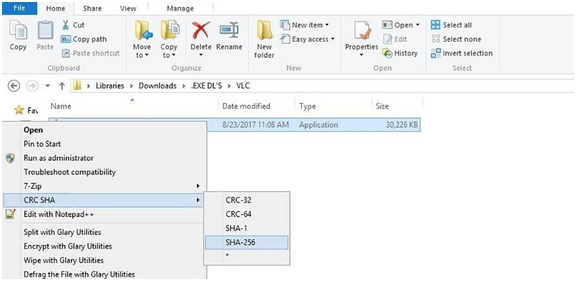 File Home Share View Manage
Copy
Paste
Cut
Copy path
Paste shortcut
Move to
Copy to
Delete
Rename
New folder
New item
Easy access
Properties
Open
Edit
History
Select all
Select none
Invert selection
Clipboard Organize New Open Select
Libraries Downloads .EXE DL'S VLC
Name Date modified Type Size
8/23/2017 11:08 AM Application 30,226 KB
Open
Pin to Start
Run as administrator
Troubleshoot compatibility
7-Zip
CRC SHA
Edit with Notepad++
Split with Glary Utilities
Encrypt with Glary Utilities
Wipe with Glary Utilities
Defrag the File with Glary Utilities
CRC-32
CRC-64
SHA-1
SHA-256
*